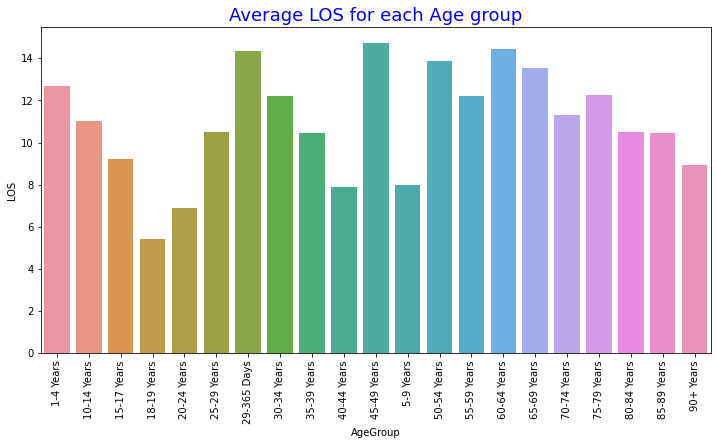 Average LOS for each Age group
LOS
14
12
10
8
6
4
2
0
1-4 Years
10-14 Years
15-17 Years
18-19 Years
20-24 Years
25-29 Years
29-365 Days
30-34 Years
35-39 Years
40-44 Years
45-49 Years
5-9 Years
50-54 Years
55-59 Years
60-64 Years
65-69 Years
70-74 Years
75-79 Years
80-84 Years
85-89 Years
90+ Years
AgeGroup